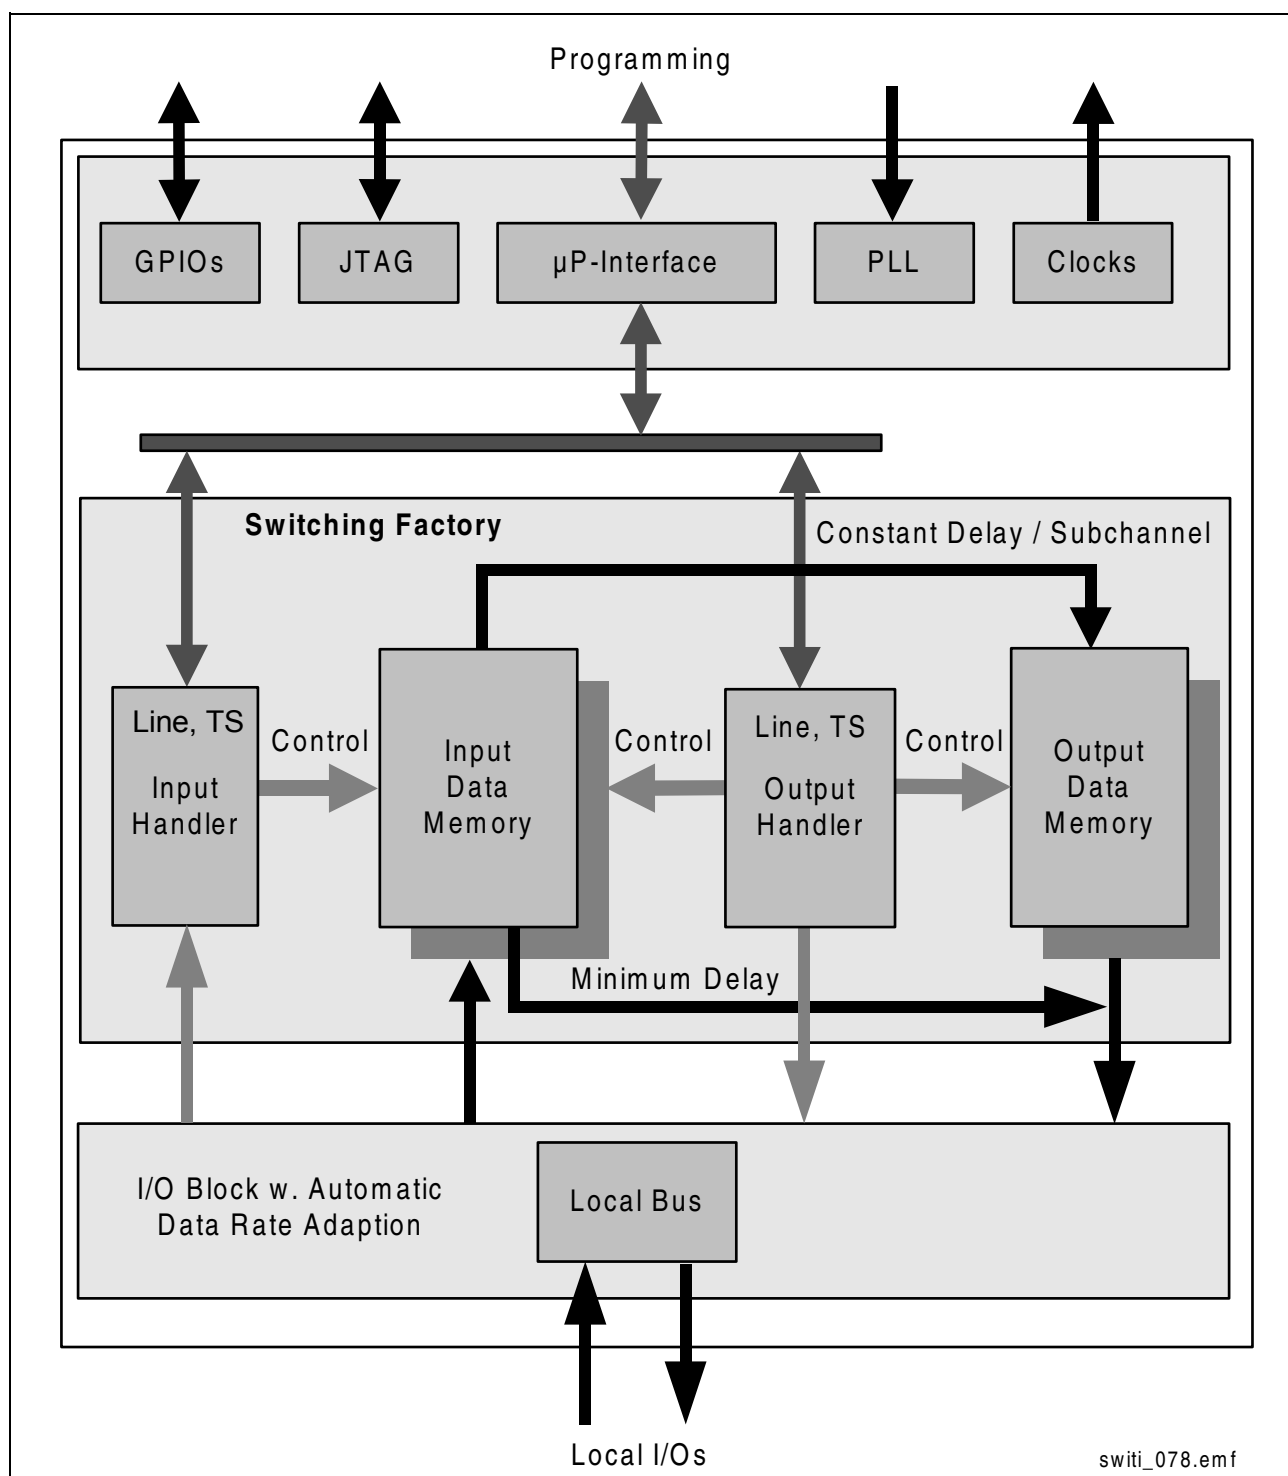 Programming
GPIOs
JTAG
µP-Interface
PLL
Clocks
Switching Factory
Constant Delay / Subchannel
Line, TS
Input
Handler
Control
Input
Data
Memory
Control
Line, TS
Output
Handler
Control
Output
Data
Memory
Minimum Delay
I/O Block w. Automatic
Data Rate Adaption
Local Bus
Local I/Os
switi_078.emf